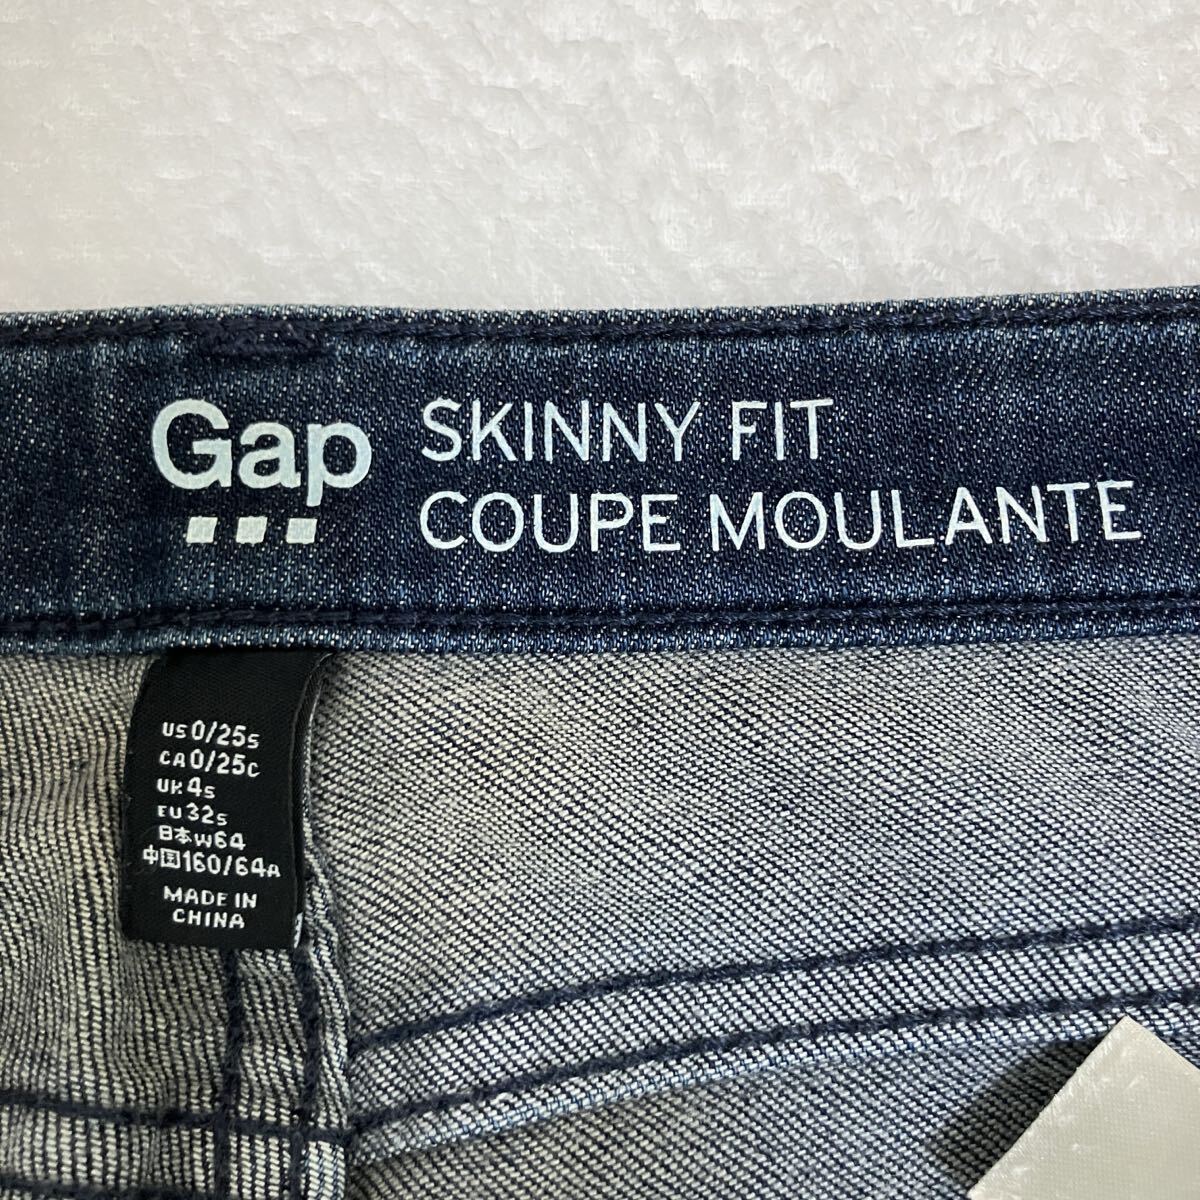 Gap
SKINNY FIT
COUPE MOULANTE
US 0/25s
CA 0/25c
UK 4s
EU 32s
日本 W64
中国 160/64A
MADE IN
CHINA